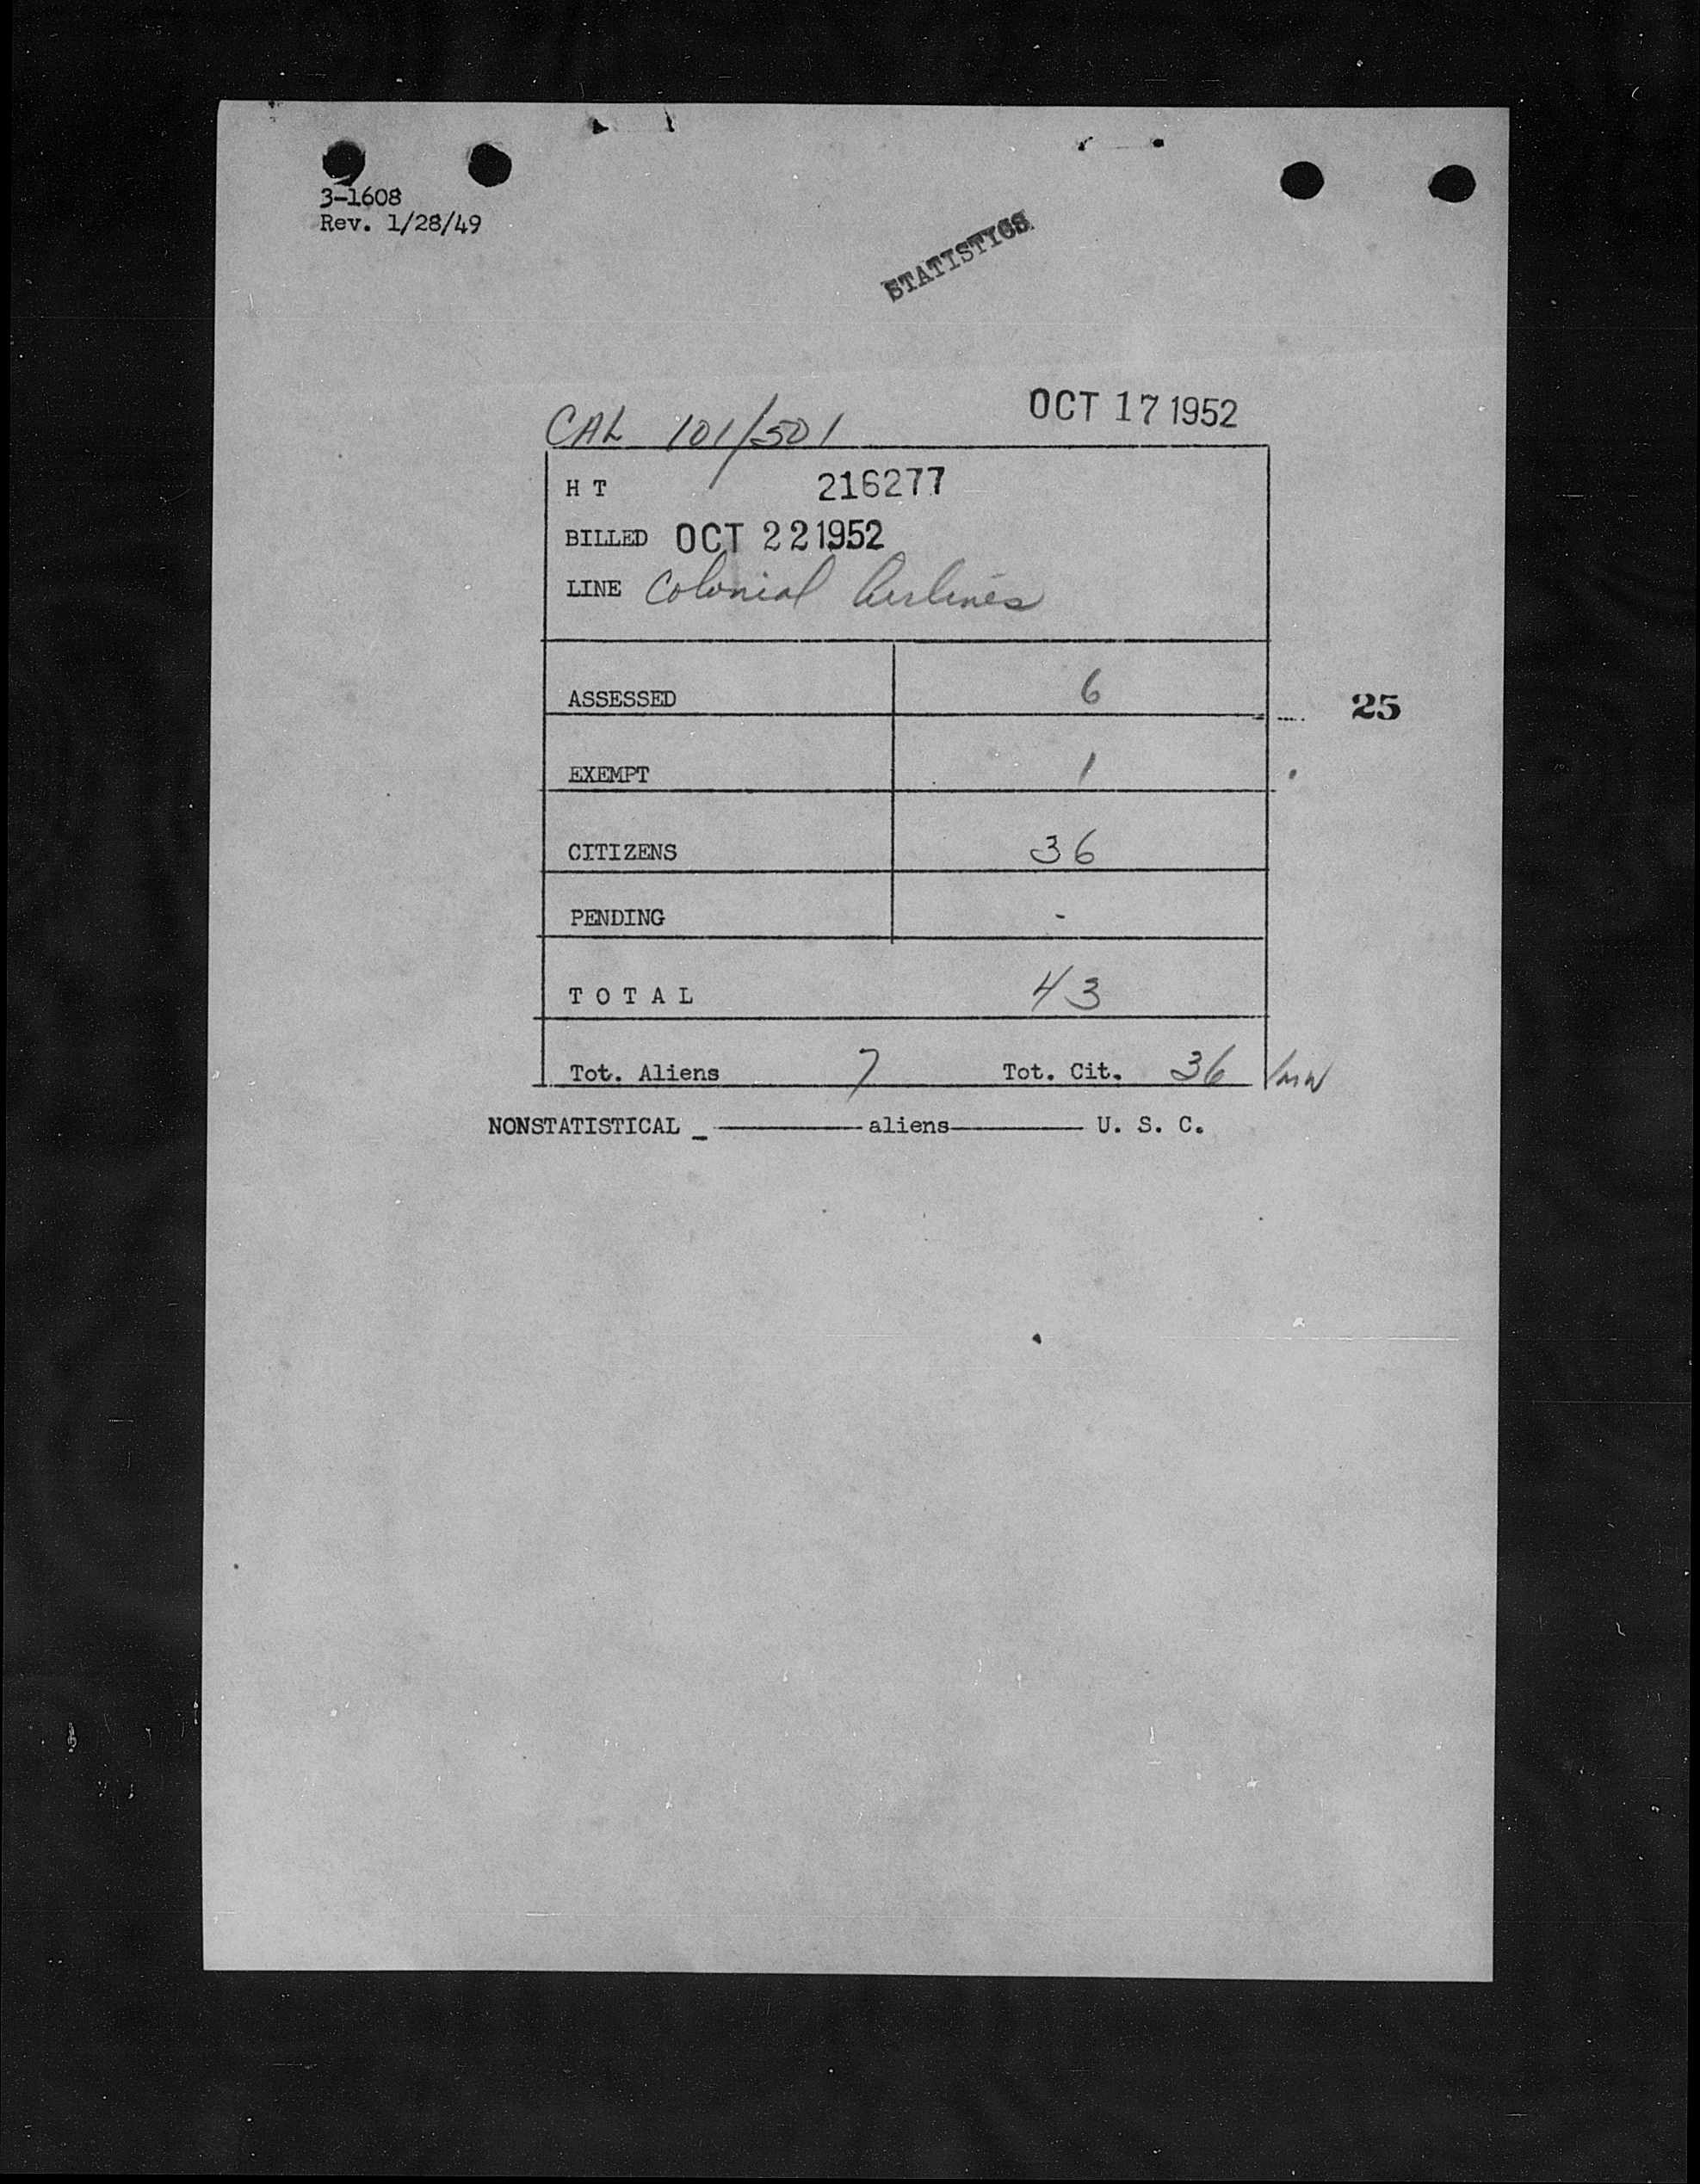 3-1608
Rev. 1/28/49
STATISTICS
CAL 101/501 OCT 17 1952
H T 216277
BILLED OCT 22 1952
LINE Colonial Airlines
ASSESSED 6
25
EXEMPT 1
CITIZENS 36
PENDING -
T O T A L 43
Tot. Aliens 7 Tot. Cit. 36
NONSTATISTICAL _ aliens U. S. C.